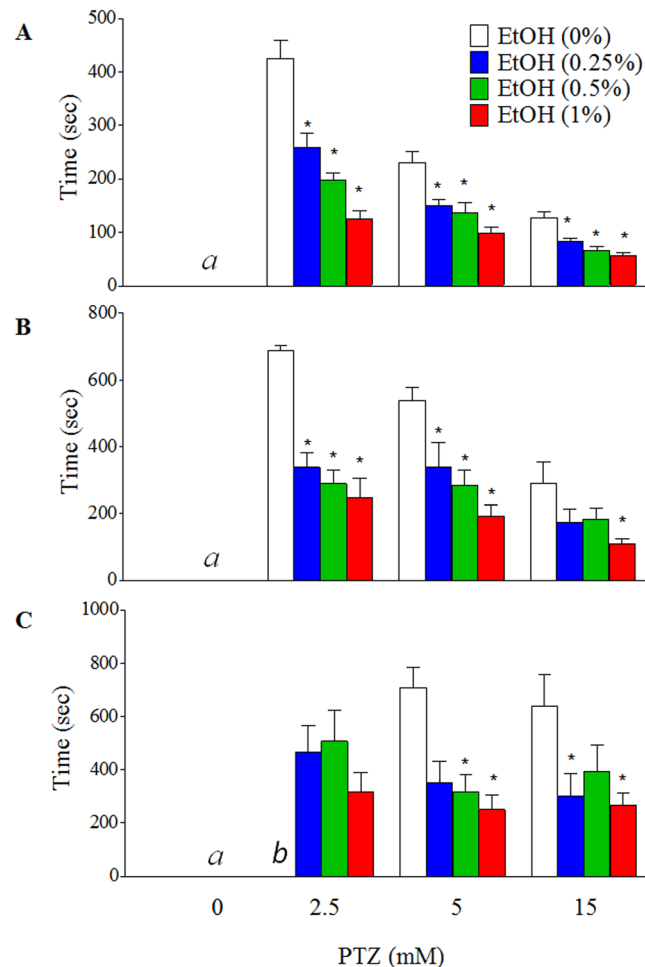 A
500
400
300
200
100
0
Time (sec)
EtOH (0%)
EtOH (0.25%)
EtOH (0.5%)
EtOH (1%)
* * *
* * *
* * *
a
B
800
600
400
200
0
Time (sec)
* * *
* * *
*
a
C
1000
800
600
400
200
0
Time (sec)
* *
* *
a b
0 2.5 5 15
PTZ (mM)